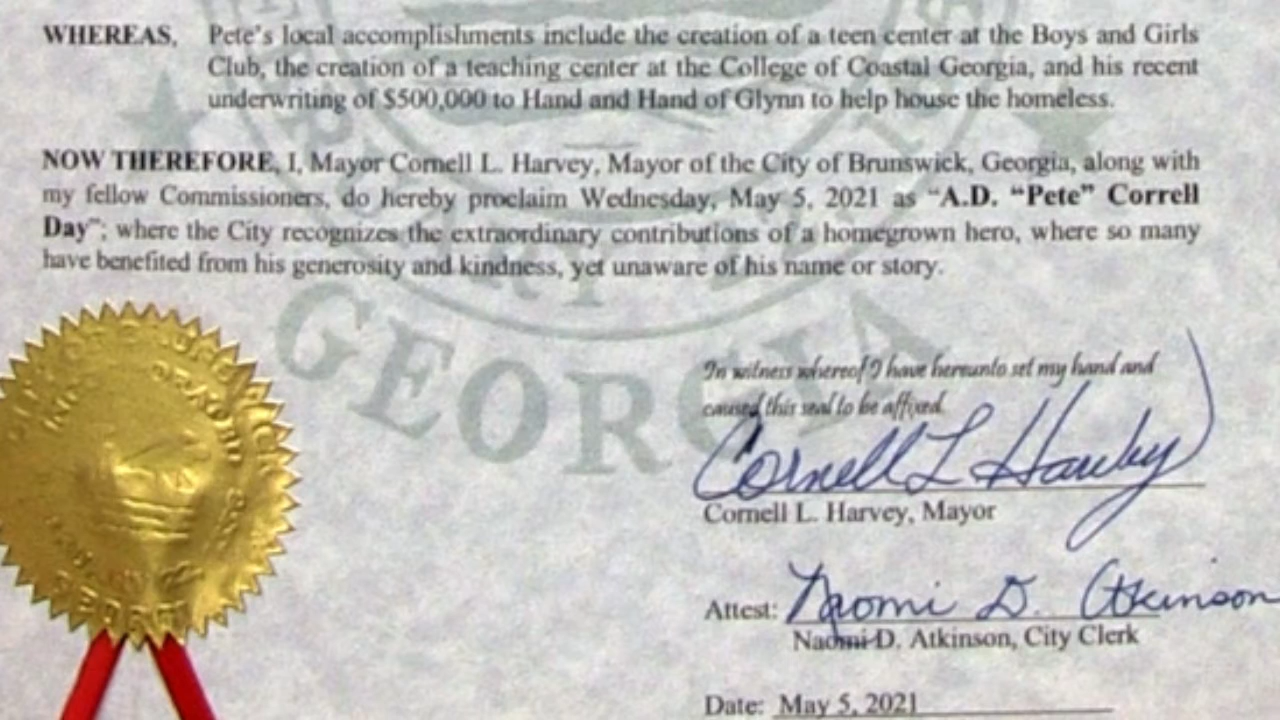 WHEREAS, Pete's local accomplishments include the creation of a teen center at the Boys and Girls
Club, the creation of a teaching center at the College of Coastal Georgia, and his recent
underwriting of $500,000 to Hand and Hand of Glynn to help house the homeless.
NOW THEREFORE, I, Mayor Cornell L. Harvey, Mayor of the City of Brunswick, Georgia, along with
my fellow Commissioners, do hereby proclaim Wednesday, May 5, 2021 as "A.D. "Pete" Correll
Day"; where the City recognizes the extraordinary contributions of a homegrown hero, where so many
have benefited from his generosity and kindness, yet unaware of his name or story.
GEORGIA
In witness whereof I have hereunto set my hand and
caused this seal to be affixed.
Cornell L Harvey
Cornell L. Harvey, Mayor
Attest: Naomi D. Atkinson
Naomi D. Atkinson, City Clerk
Date: May 5, 2021